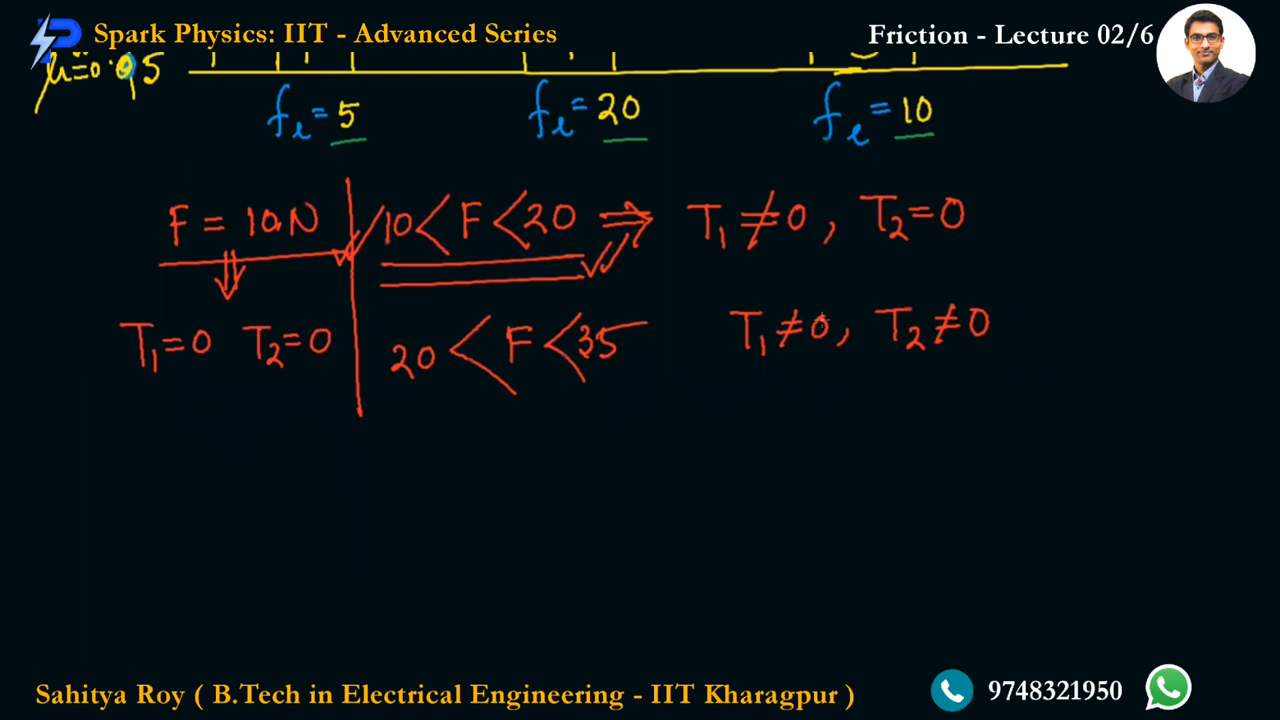 Spark Physics: IIT - Advanced Series
Friction - Lecture 02/6
μ=0.05
fℓ = 5
fℓ = 20
fℓ = 10
F = 10N
10 < F < 20 ⇒ T₁ ≠ 0, T₂ = 0
T₁=0 T₂=0
20 < F < 35 T₁ ≠ 0, T₂ ≠ 0
Sahitya Roy ( B.Tech in Electrical Engineering - IIT Kharagpur )
9748321950